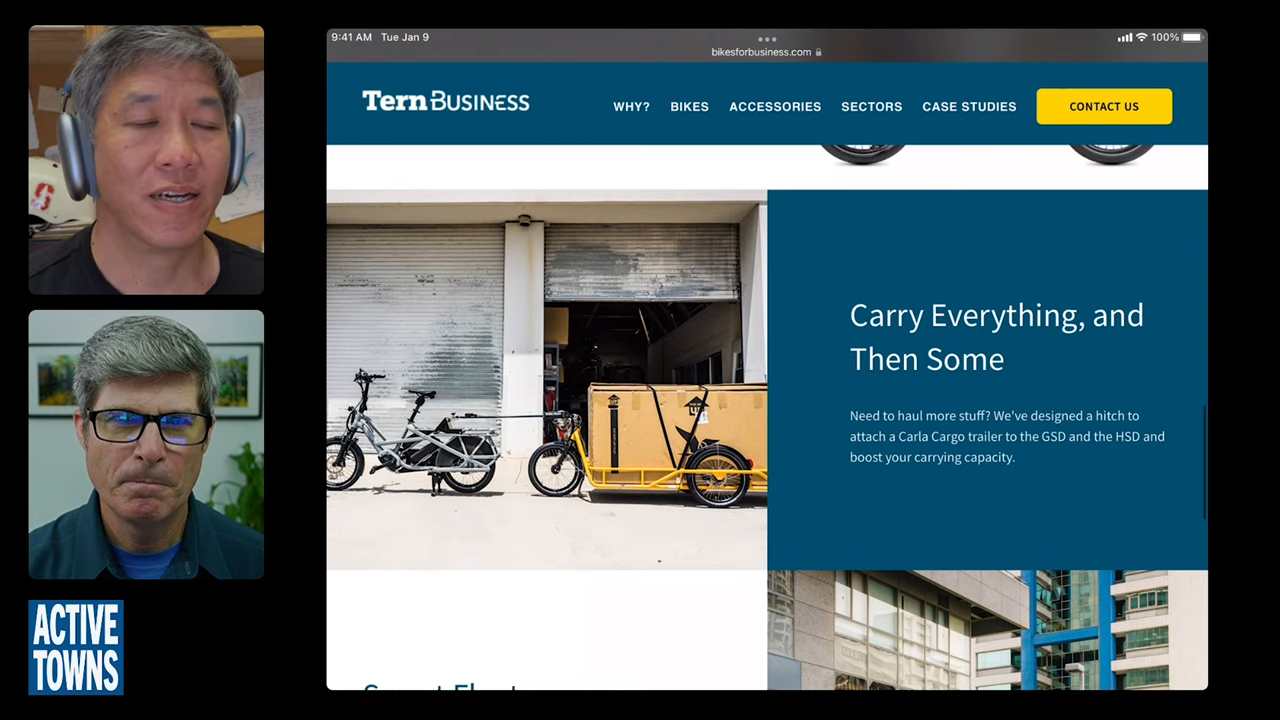 9:41 AM Tue Jan 9
100%
bikesforbusiness.com
Tern BUSINESS
WHY?
BIKES
ACCESSORIES
SECTORS
CASE STUDIES
CONTACT US
Carry Everything, and
Then Some
Need to haul more stuff? We've designed a hitch to
attach a Carla Cargo trailer to the GSD and the HSD and
boost your carrying capacity.
ACTIVE
TOWNS